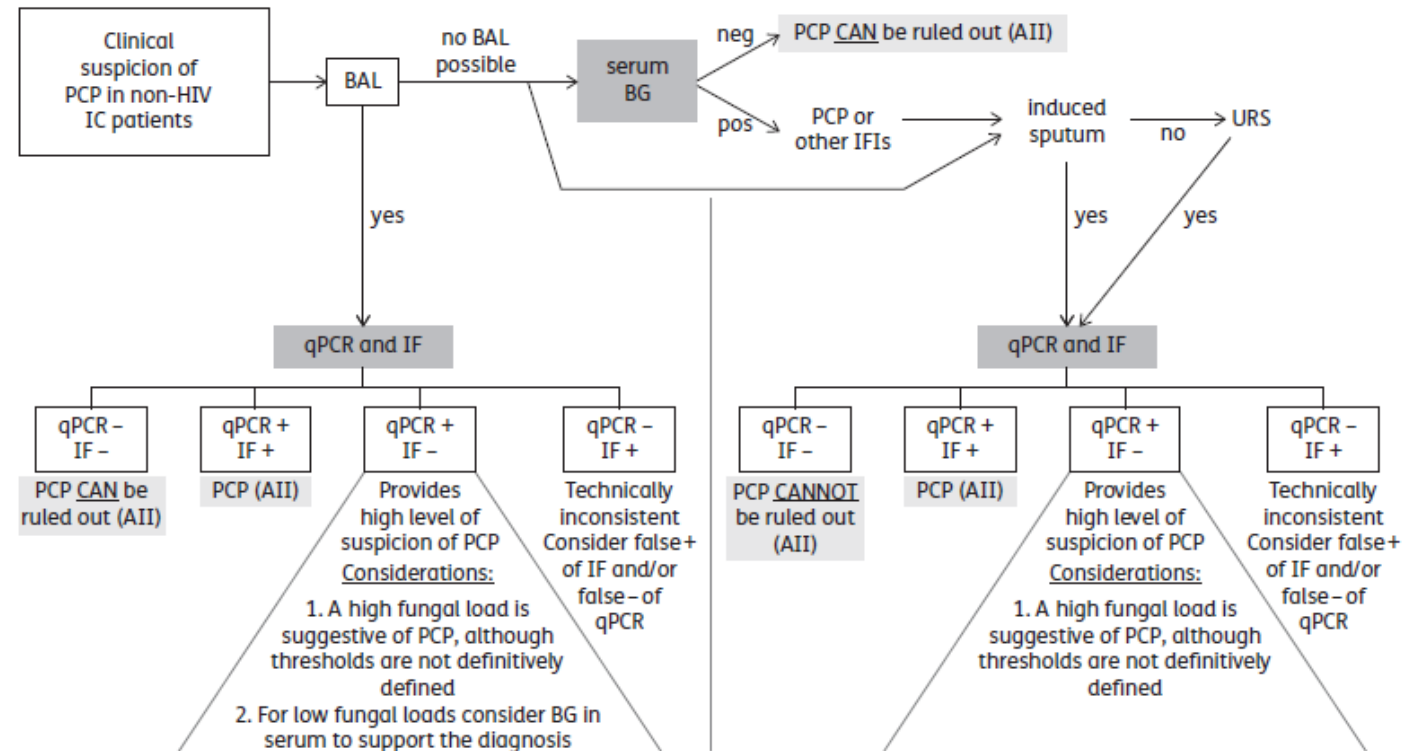 Clinical
suspicion of
PCP in non-HIV
IC patients
BAL
no BAL
possible
serum
BG
neg
PCP CAN be ruled out (AII)
pos
PCP or
other IFIs
induced
sputum
no
URS
yes
yes
yes
qPCR and IF
qPCR –
IF –
PCP CAN be
ruled out (AII)
qPCR +
IF +
PCP (AII)
qPCR +
IF –
Provides
high level of
suspicion of PCP
Considerations:
1. A high fungal load is
suggestive of PCP, although
thresholds are not definitively
defined
2. For low fungal loads consider BG in
serum to support the diagnosis
qPCR –
IF +
Technically
inconsistent
Consider false+
of IF and/or
false– of
qPCR
qPCR and IF
qPCR –
IF –
PCP CANNOT
be ruled out
(AII)
qPCR +
IF +
PCP (AII)
qPCR +
IF –
Provides
high level of
suspicion of PCP
Considerations:
1. A high fungal load is
suggestive of PCP, although
thresholds are not definitively
defined
qPCR –
IF +
Technically
inconsistent
Consider false+
of IF and/or
false– of
qPCR